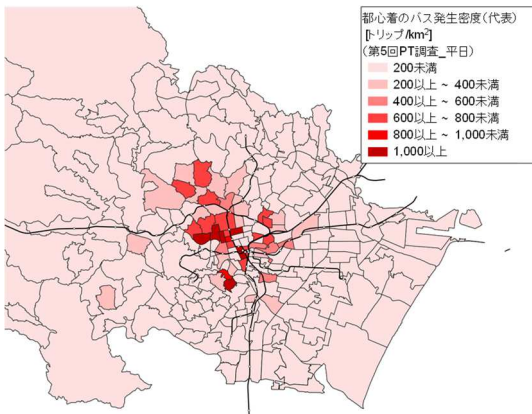 都心着のバス発生密度(代表)
[トリップ/km²]
(第5回PT調査_平日)
200未満
200以上 ~ 400未満
400以上 ~ 600未満
600以上 ~ 800未満
800以上 ~ 1,000未満
1,000以上